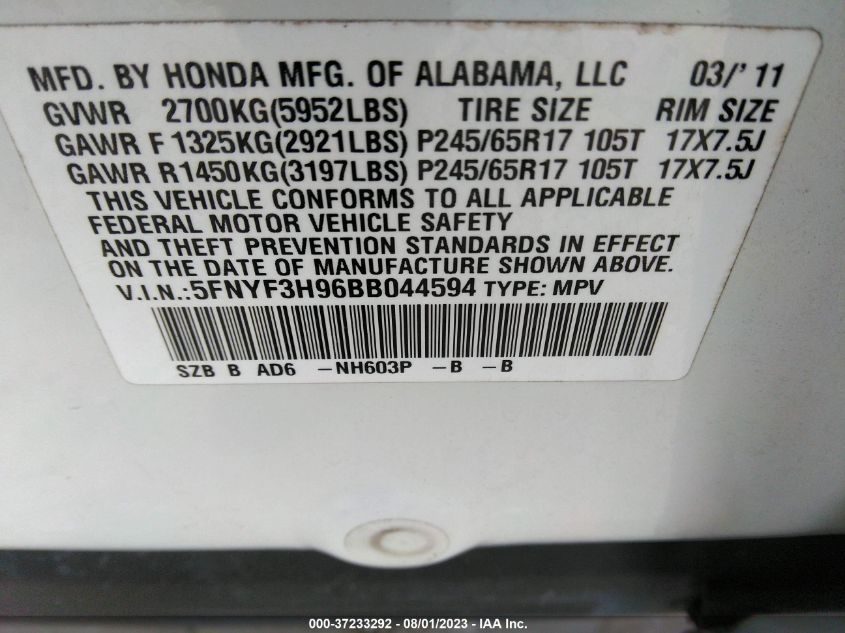 MFD. BY HONDA MFG. OF ALABAMA, LLC 03/'11
GVWR 2700KG(5952LBS) TIRE SIZE RIM SIZE
GAWR F 1325KG(2921LBS) P245/65R17 105T 17X7.5J
GAWR R1450KG(3197LBS) P245/65R17 105T 17X7.5J
THIS VEHICLE CONFORMS TO ALL APPLICABLE
FEDERAL MOTOR VEHICLE SAFETY
AND THEFT PREVENTION STANDARDS IN EFFECT
ON THE DATE OF MANUFACTURE SHOWN ABOVE.
V.I.N.:5FNYF3H96BB044594 TYPE: MPV
SZB B AD6 -NH603P -B -B
000-37233292 - 08/01/2023 - IAA Inc.